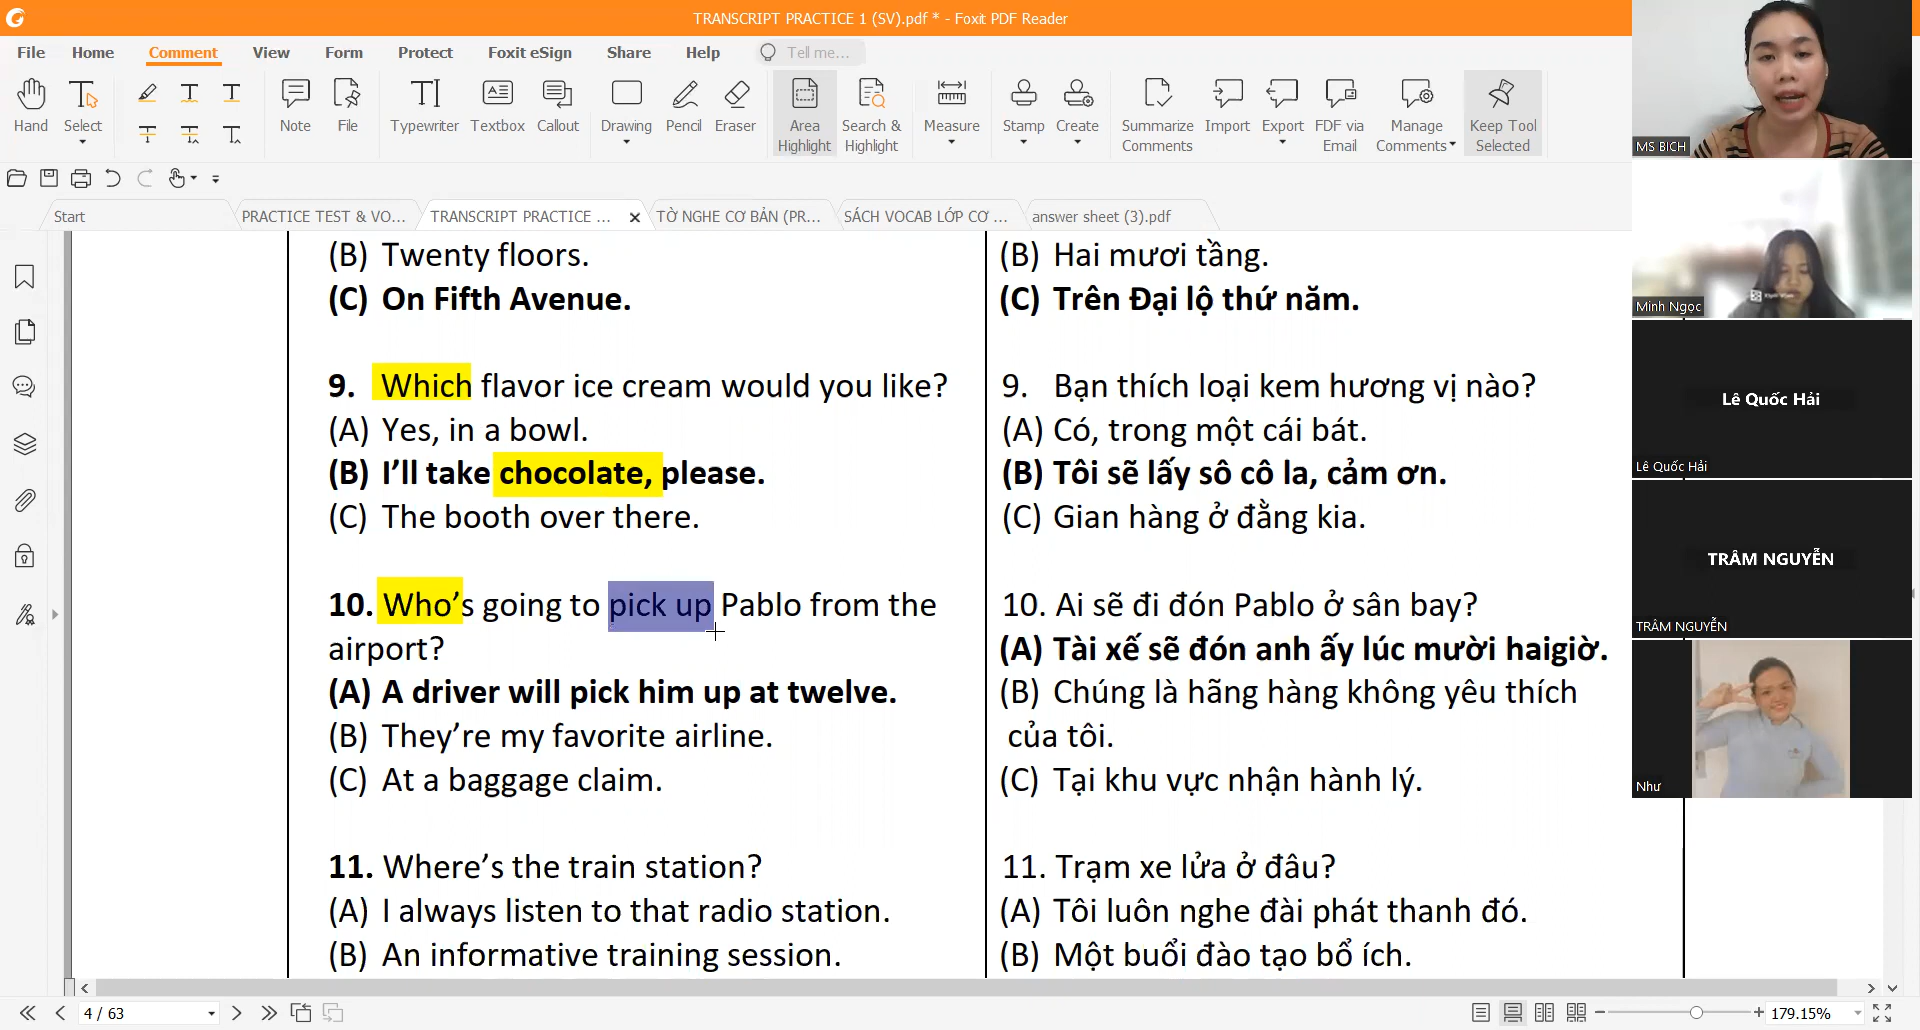 TRANSCRIPT PRACTICE 1 (SV).pdf * - Foxit PDF Reader
File Home Comment View Form Protect Foxit eSign Share Help Tell me...
Hand Select Note File Typewriter Textbox Callout Drawing Pencil Eraser Area Highlight Search & Highlight Measure Stamp Create Summarize Comments Import Export FDF via Email Manage Comments Keep Tool Selected
Start PRACTICE TEST & VO... TRANSCRIPT PRACTICE ... TỜ NGHE CƠ BẢN (PR... SÁCH VOCAB LỚP CƠ ... answer sheet (3).pdf
(B) Twenty floors.
(C) On Fifth Avenue.
9. Which flavor ice cream would you like?
(A) Yes, in a bowl.
(B) I’ll take chocolate, please.
(C) The booth over there.
10. Who’s going to pick up Pablo from the
airport?
(A) A driver will pick him up at twelve.
(B) They’re my favorite airline.
(C) At a baggage claim.
11. Where’s the train station?
(A) I always listen to that radio station.
(B) An informative training session.
(B) Hai mươi tầng.
(C) Trên Đại lộ thứ năm.
9. Bạn thích loại kem hương vị nào?
(A) Có, trong một cái bát.
(B) Tôi sẽ lấy sô cô la, cảm ơn.
(C) Gian hàng ở đằng kia.
10. Ai sẽ đi đón Pablo ở sân bay?
(A) Tài xế sẽ đón anh ấy lúc mười haigiờ.
(B) Chúng là hãng hàng không yêu thích
của tôi.
(C) Tại khu vực nhận hành lý.
11. Trạm xe lửa ở đâu?
(A) Tôi luôn nghe đài phát thanh đó.
(B) Một buổi đào tạo bổ ích.
MS BICH
Minh Ngọc
Lê Quốc Hải
Lê Quốc Hải
TRÂM NGUYỄN
TRÂM NGUYỄN
Như
4 / 63
179.15%